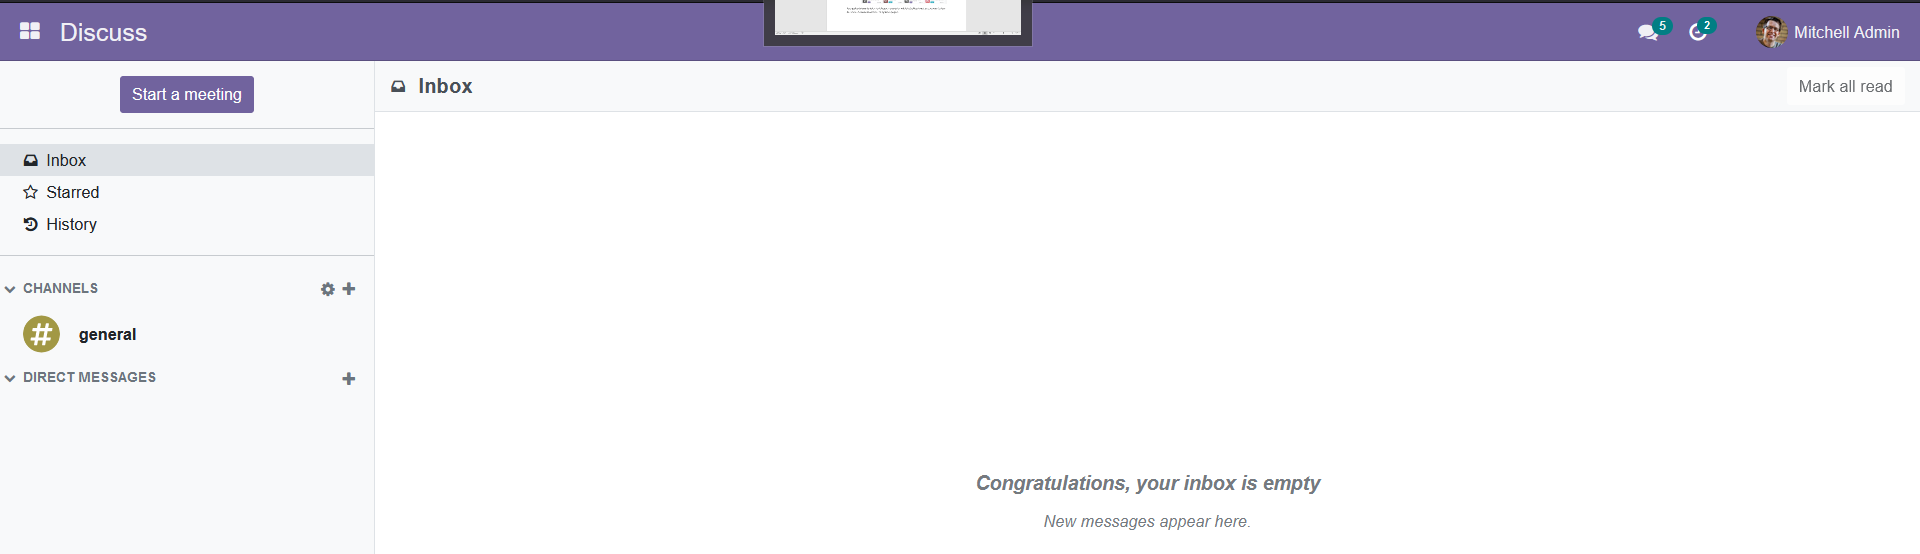 Discuss
5
2
Mitchell Admin
Start a meeting
Inbox
Mark all read
Inbox
Starred
History
CHANNELS
general
DIRECT MESSAGES
Congratulations, your inbox is empty
New messages appear here.